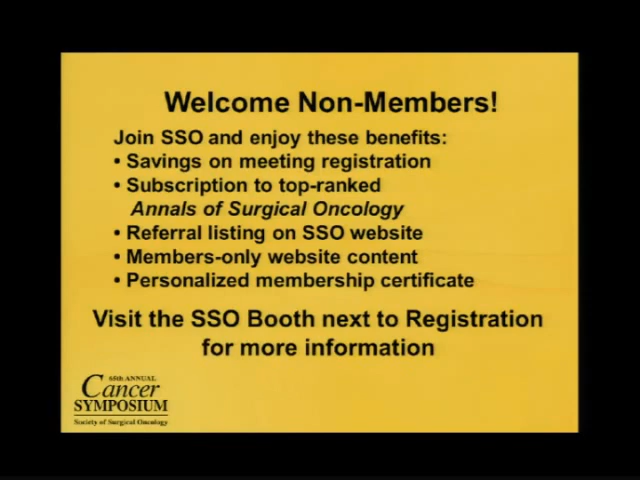 Welcome Non-Members!
Join SSO and enjoy these benefits:
• Savings on meeting registration
• Subscription to top-ranked
Annals of Surgical Oncology
• Referral listing on SSO website
• Members-only website content
• Personalized membership certificate
Visit the SSO Booth next to Registration
for more information
65th ANNUAL
Cancer
SYMPOSIUM
Society of Surgical Oncology